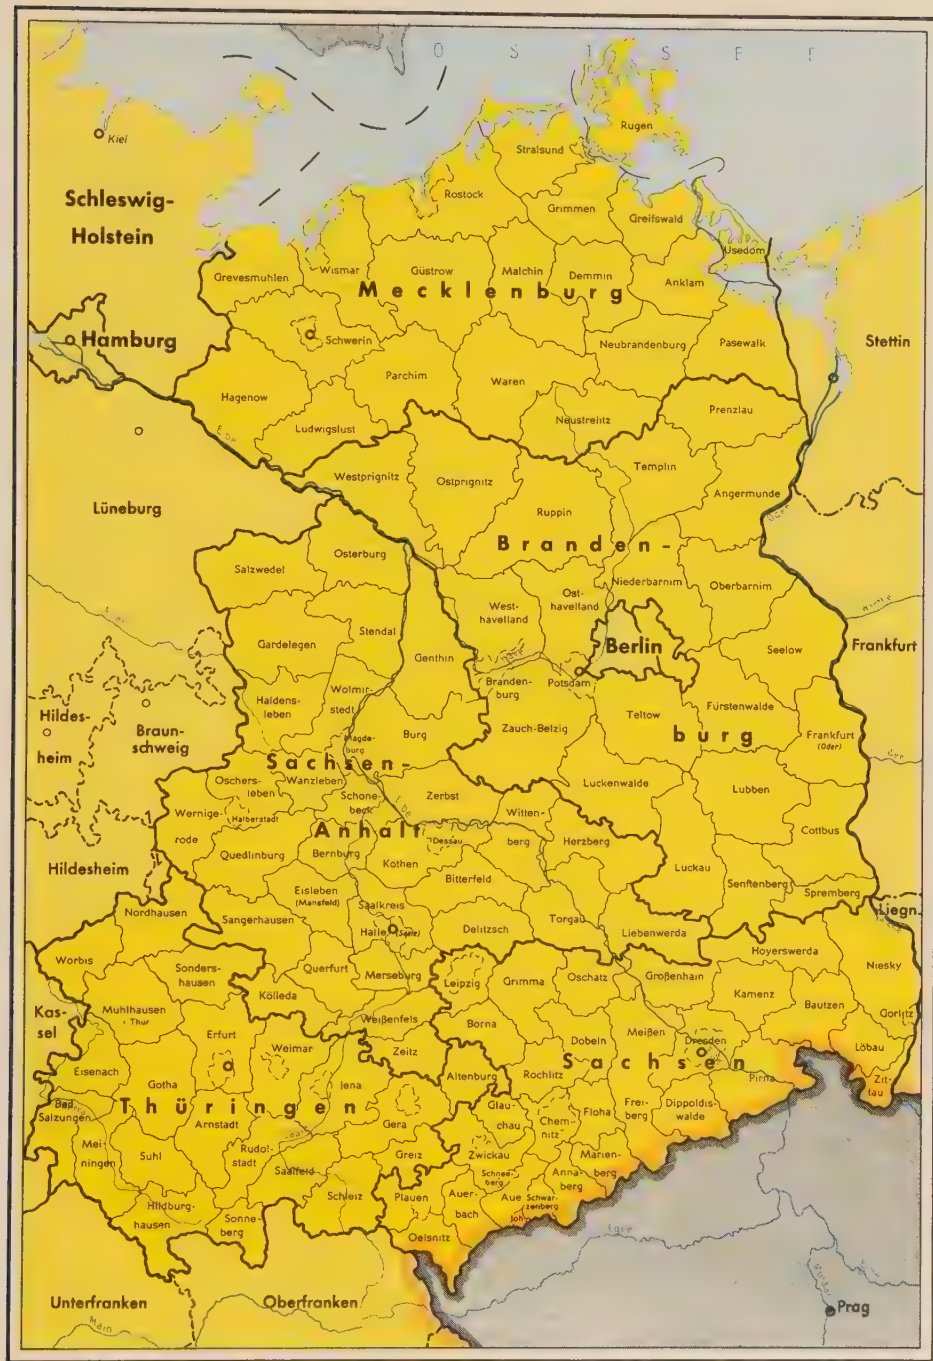 O S T S E E
Kiel
Rugen
Stralsund
Schleswig-
Holstein
Rostock
Grimmen
Greifswald
Usedom
Grevesmuhlen
Wismar
Güstrow
Malchin
Demmin
Anklam
Mecklenburg
Hamburg
Schwerin
Neubrandenburg
Pasewalk
Stettin
Hagenow
Parchim
Waren
Prenzlau
Ludwigslust
Neustrelitz
Elbe
Westprignitz
Ostprignitz
Templin
Angermunde
Lüneburg
Ruppin
Oder
Branden-
Osterburg
Salzwedel
Niederbarnim
Oberbarnim
West-
havelland
Ost-
havelland
Gardelegen
Stendal
Genthin
Berlin
Seelow
Frankfurt
Branden-
burg
Potsdam
Haldens-
leben
Wolmir-
stedt
Hildes-
heim
Braun-
schweig
Burg
Zauch-Belzig
Teltow
Fürstenwalde
burg
Frankfurt
(Oder)
Magde-
burg
Sachsen-
Oschers-
leben
Wanzleben
Schone-
beck
Zerbst
Luckenwalde
Lubben
Wernige-
rode
Halberstadt
Anhalt
Elbe
Dessau
Witten-
berg
Herzberg
Cottbus
Hildesheim
Quedlinburg
Bernburg
Kothen
Bitterfeld
Luckau
Senftenberg
Spremberg
Eisleben
(Mansfeld)
Saalkreis
Liegn.
Nordhausen
Sangerhausen
Halle (Saale)
Delitzsch
Torgau
Liebenwerda
Hoyerswerda
Worbis
Sonders-
hausen
Querfurt
Merseburg
Leipzig
Grimma
Oschatz
Großenhain
Niesky
Kölleda
Kamenz
Bautzen
Gorlitz
Kas-
sel
Muhlhausen
Thur
Erfurt
Weißenfels
Borna
Meißen
Weimar
Zeitz
Dobeln
Dresden
Löbau
Sachsen
Eisenach
Gotha
Jena
Altenburg
Rochlitz
Pirna
Zit-
tau
Bad
Salzungen
Thüringen
Arnstadt
Gera
Glau-
chau
Chem-
nitz
Floha
Frei-
berg
Dippoldis-
walde
Mei-
ningen
Suhl
Rudol-
stadt
Saale
Greiz
Zwickau
Marien-
berg
Saalfeld
Schnee-
berg
Anna-
berg
Hildburg-
hausen
Sonne-
berg
Schleiz
Plauen
Auer-
bach
Aue
Schwar-
zenberg
Joh
Oelsnitz
Eger
Unterfranken
Oberfranken
Main
Moldau
Prag